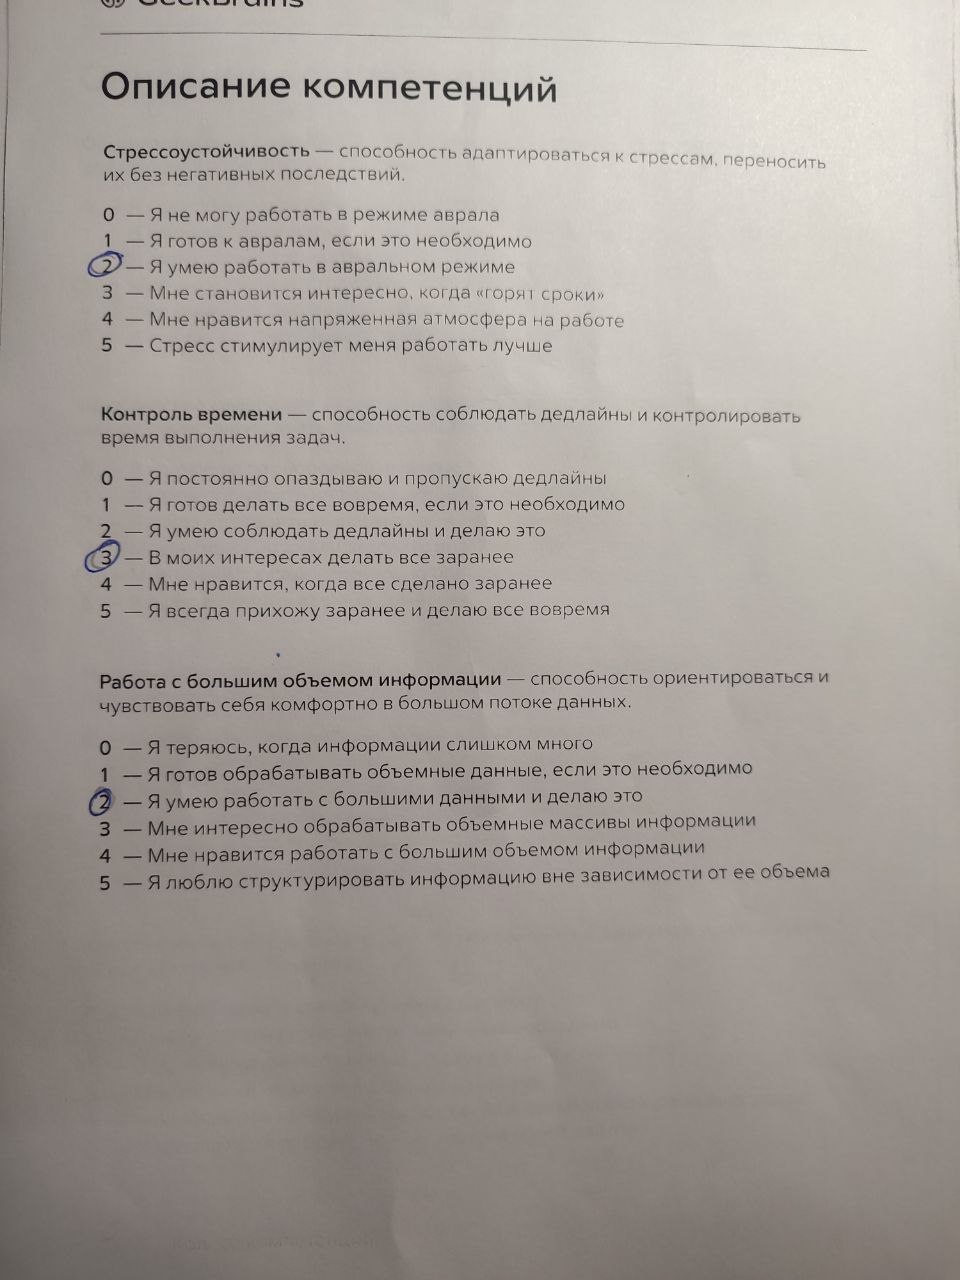 GeekBrains
Описание компетенций
Стрессоустойчивость — способность адаптироваться к стрессам, переносить
их без негативных последствий.
0 — Я не могу работать в режиме аврала
1 — Я готов к авралам, если это необходимо
2 — Я умею работать в авральном режиме
3 — Мне становится интересно, когда «горят сроки»
4 — Мне нравится напряженная атмосфера на работе
5 — Стресс стимулирует меня работать лучше
Контроль времени — способность соблюдать дедлайны и контролировать
время выполнения задач.
0 — Я постоянно опаздываю и пропускаю дедлайны
1 — Я готов делать все вовремя, если это необходимо
2 — Я умею соблюдать дедлайны и делаю это
3 — В моих интересах делать все заранее
4 — Мне нравится, когда все сделано заранее
5 — Я всегда прихожу заранее и делаю все вовремя
Работа с большим объемом информации — способность ориентироваться и
чувствовать себя комфортно в большом потоке данных.
0 — Я теряюсь, когда информации слишком много
1 — Я готов обрабатывать объемные данные, если это необходимо
2 — Я умею работать с большими данными и делаю это
3 — Мне интересно обрабатывать объемные массивы информации
4 — Мне нравится работать с большим объемом информации
5 — Я люблю структурировать информацию вне зависимости от ее объема